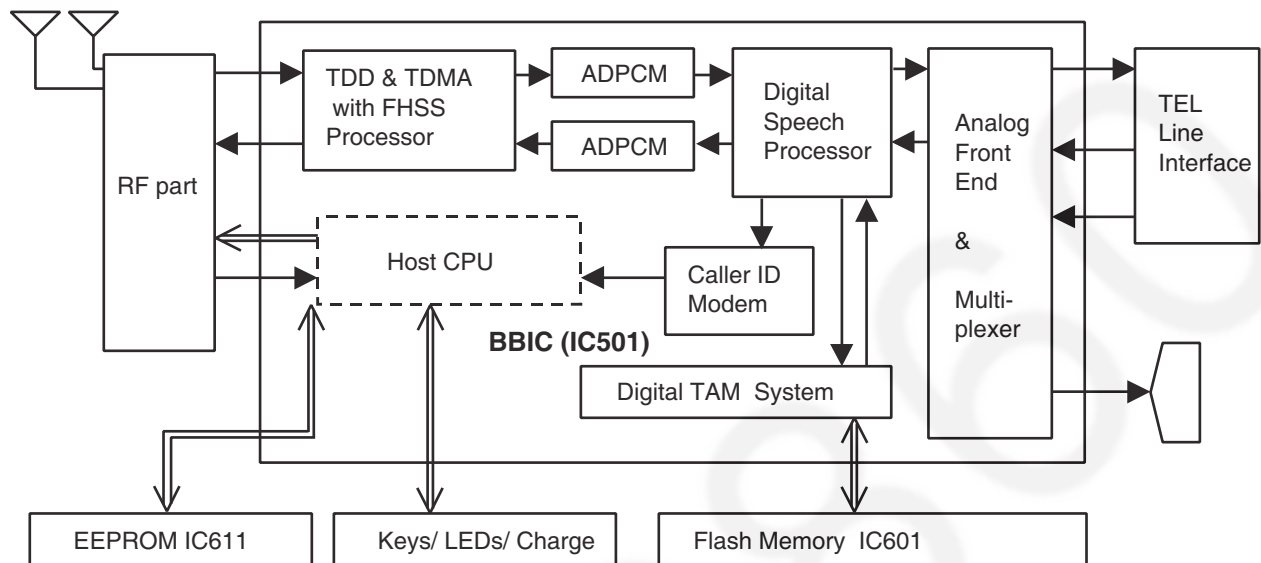 TDD & TDMA
with FHSS
Processor
ADPCM
ADPCM
Digital
Speech
Processor
Analog
Front
End
&
Multi-
plexer
TEL
Line
Interface
RF part
Host CPU
Caller ID
Modem
BBIC (IC501)
Digital TAM System
EEPROM IC611
Keys/ LEDs/ Charge
Flash Memory IC601